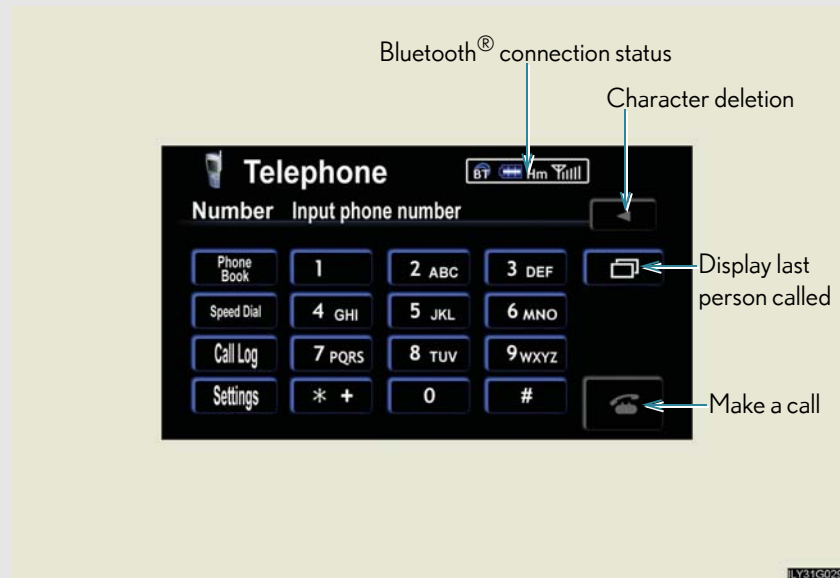 Bluetooth® connection status
Character deletion
Telephone
BT Hm
Number Input phone number
Phone Book 1 2 ABC 3 DEF
Display last person called
Speed Dial 4 GHI 5 JKL 6 MNO
Call Log 7 PQRS 8 TUV 9 WXYZ
Settings * + 0 #
Make a call
ILY31G029